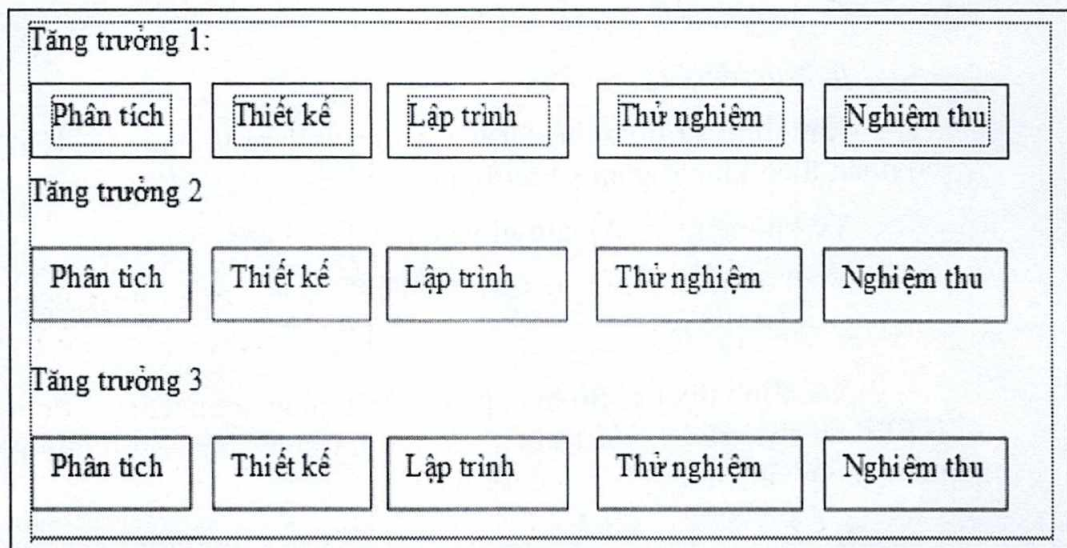 Tăng trưởng 1:
Phân tích Thiết kế Lập trình Thử nghiệm Nghiệm thu
Tăng trưởng 2
Phân tích Thiết kế Lập trình Thử nghiệm Nghiệm thu
Tăng trưởng 3
Phân tích Thiết kế Lập trình Thử nghiệm Nghiệm thu